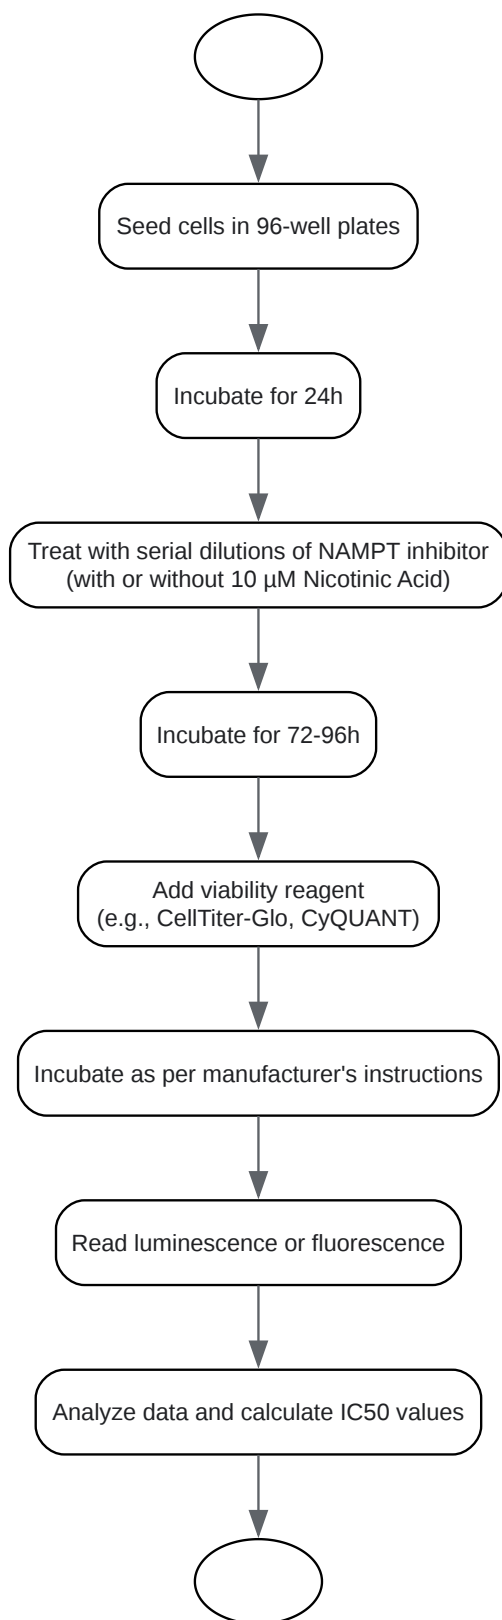 Seed cells in 96-well plates
Incubate for 24h
Treat with serial dilutions of NAMPT inhibitor
(with or without 10 µM Nicotinic Acid)
Incubate for 72-96h
Add viability reagent
(e.g., CellTiter-Glo, CyQUANT)
Incubate as per manufacturer's instructions
Read luminescence or fluorescence
Analyze data and calculate IC50 values